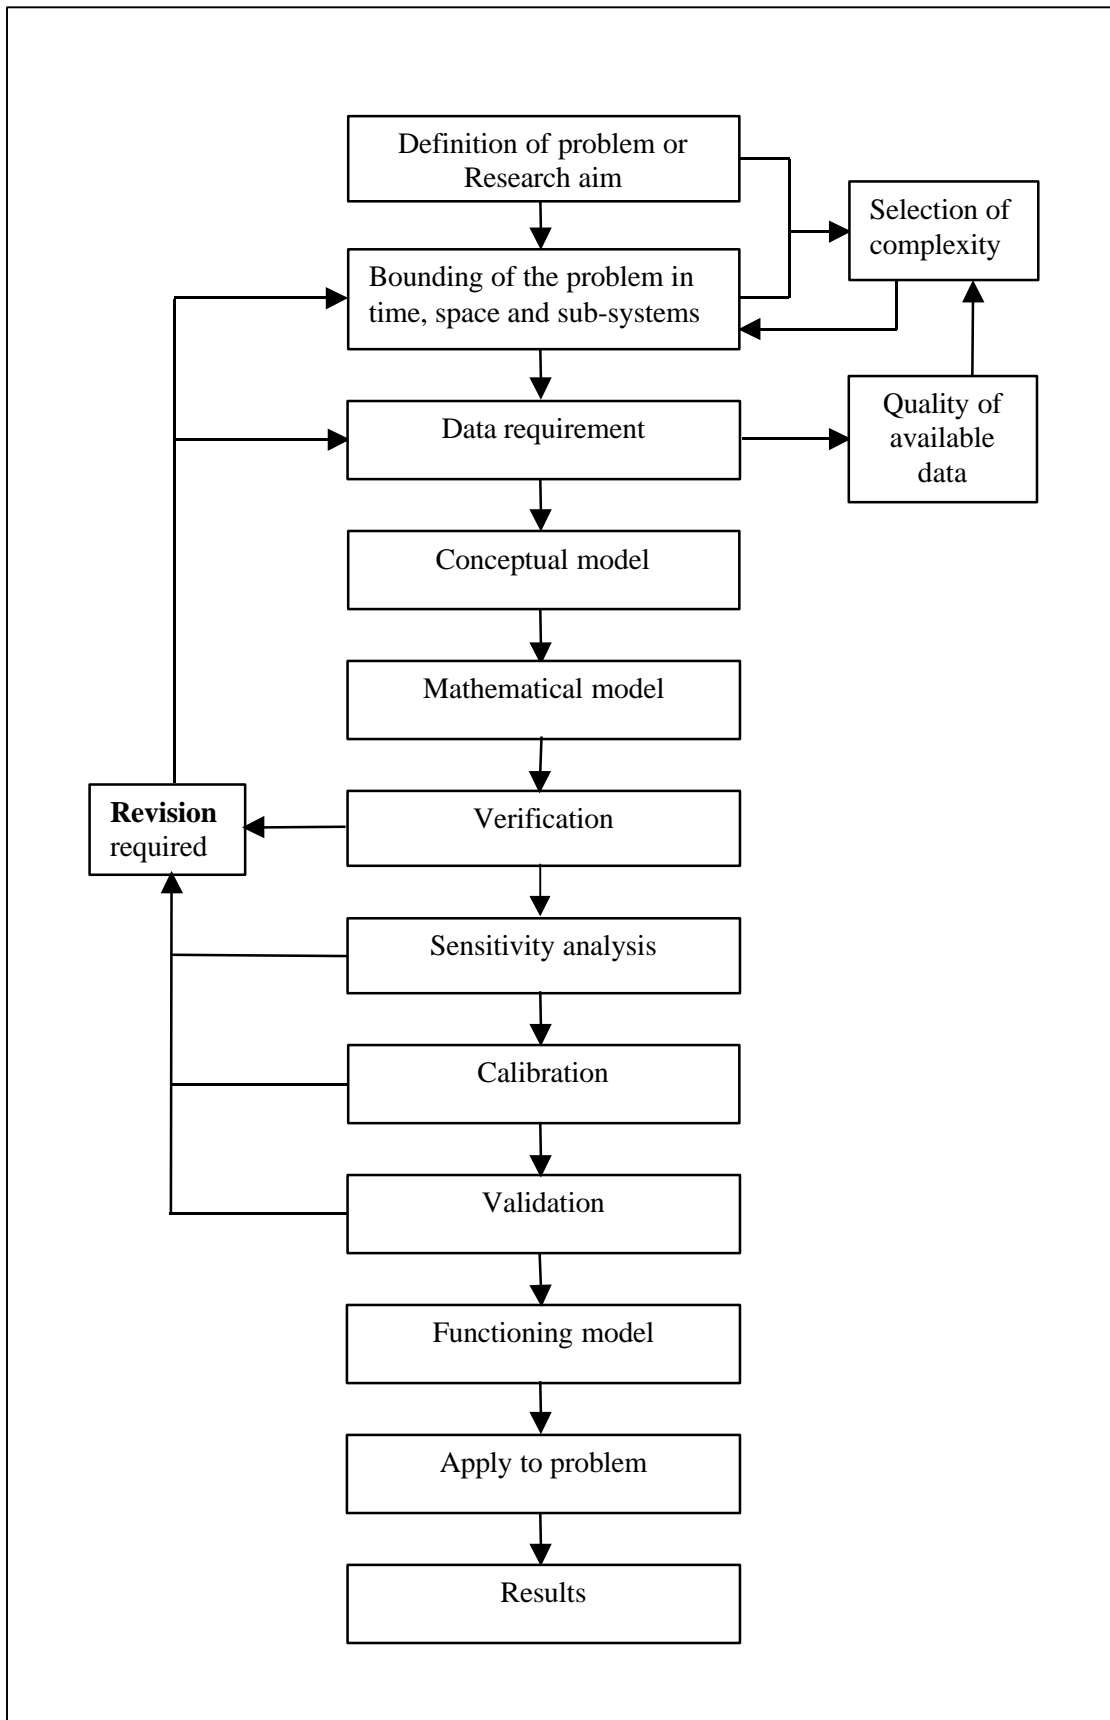 Definition of problem or
Research aim
Selection of
complexity
Bounding of the problem in
time, space and sub-systems
Quality of
available
data
Data requirement
Conceptual model
Mathematical model
Revision
required
Verification
Sensitivity analysis
Calibration
Validation
Functioning model
Apply to problem
Results